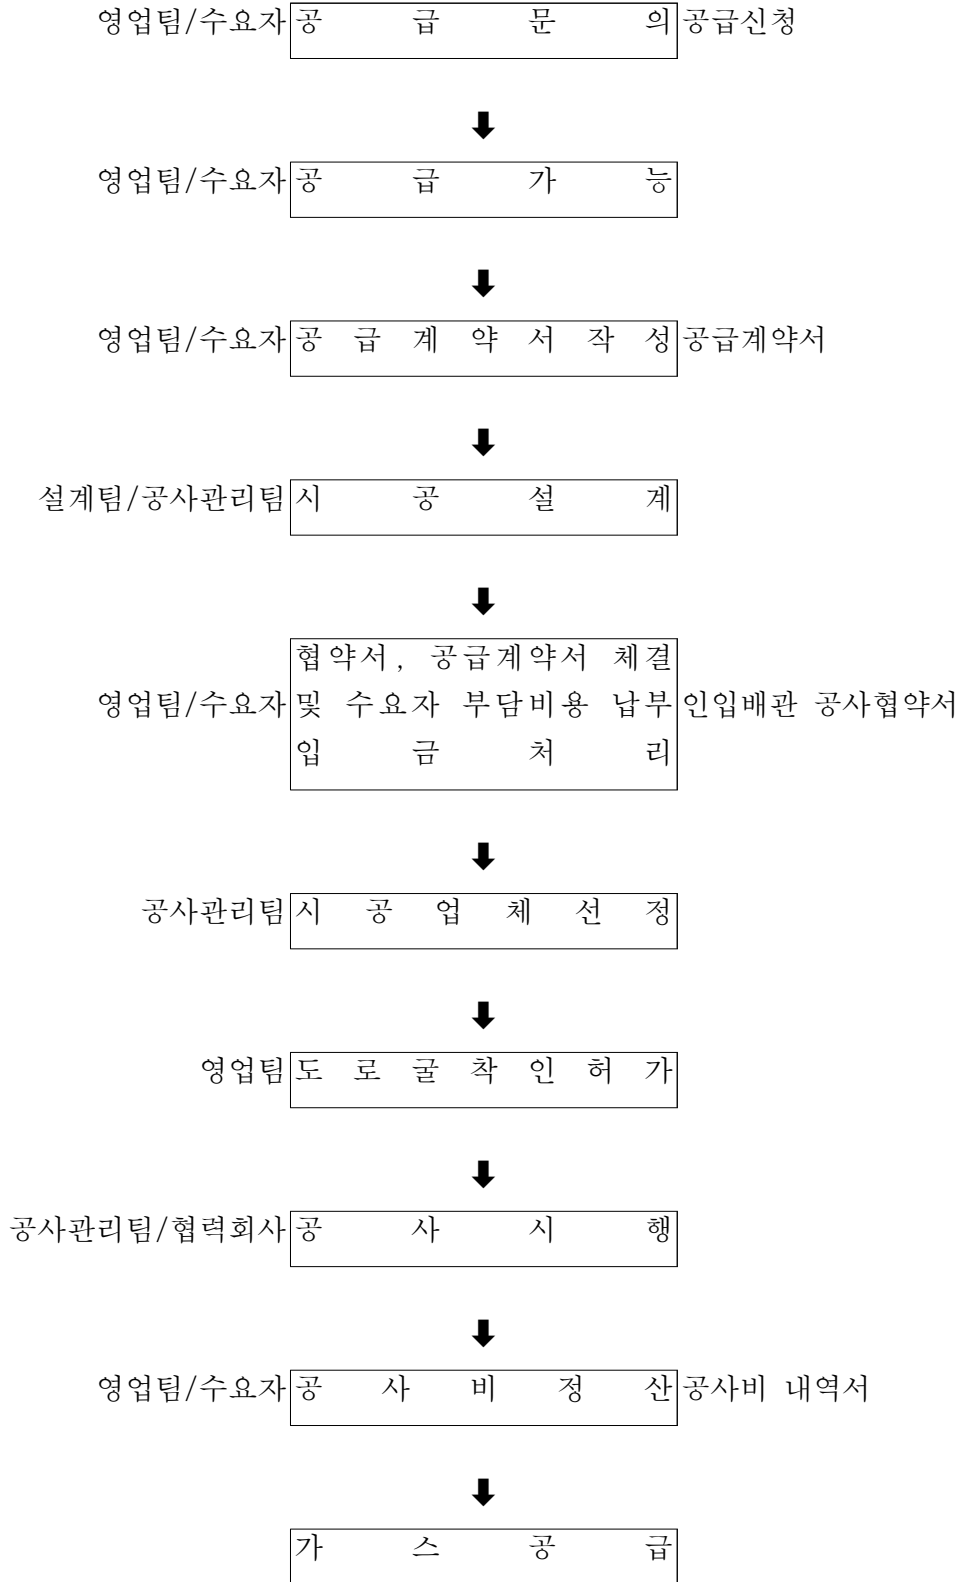 영업팀/수요자 공급문의 공급신청
영업팀/수요자 공급가능
영업팀/수요자 공급계약서작성 공급계약서
설계팀/공사관리팀 시공설계
협약서, 공급계약서 체결
영업팀/수요자 및 수요자 부담비용 납부 인입배관 공사협약서
입금처리
공사관리팀 시공업체선정
영업팀 도로굴착인허가
공사관리팀/협력회사 공사시행
영업팀/수요자 공사비정산 공사비 내역서
가스공급